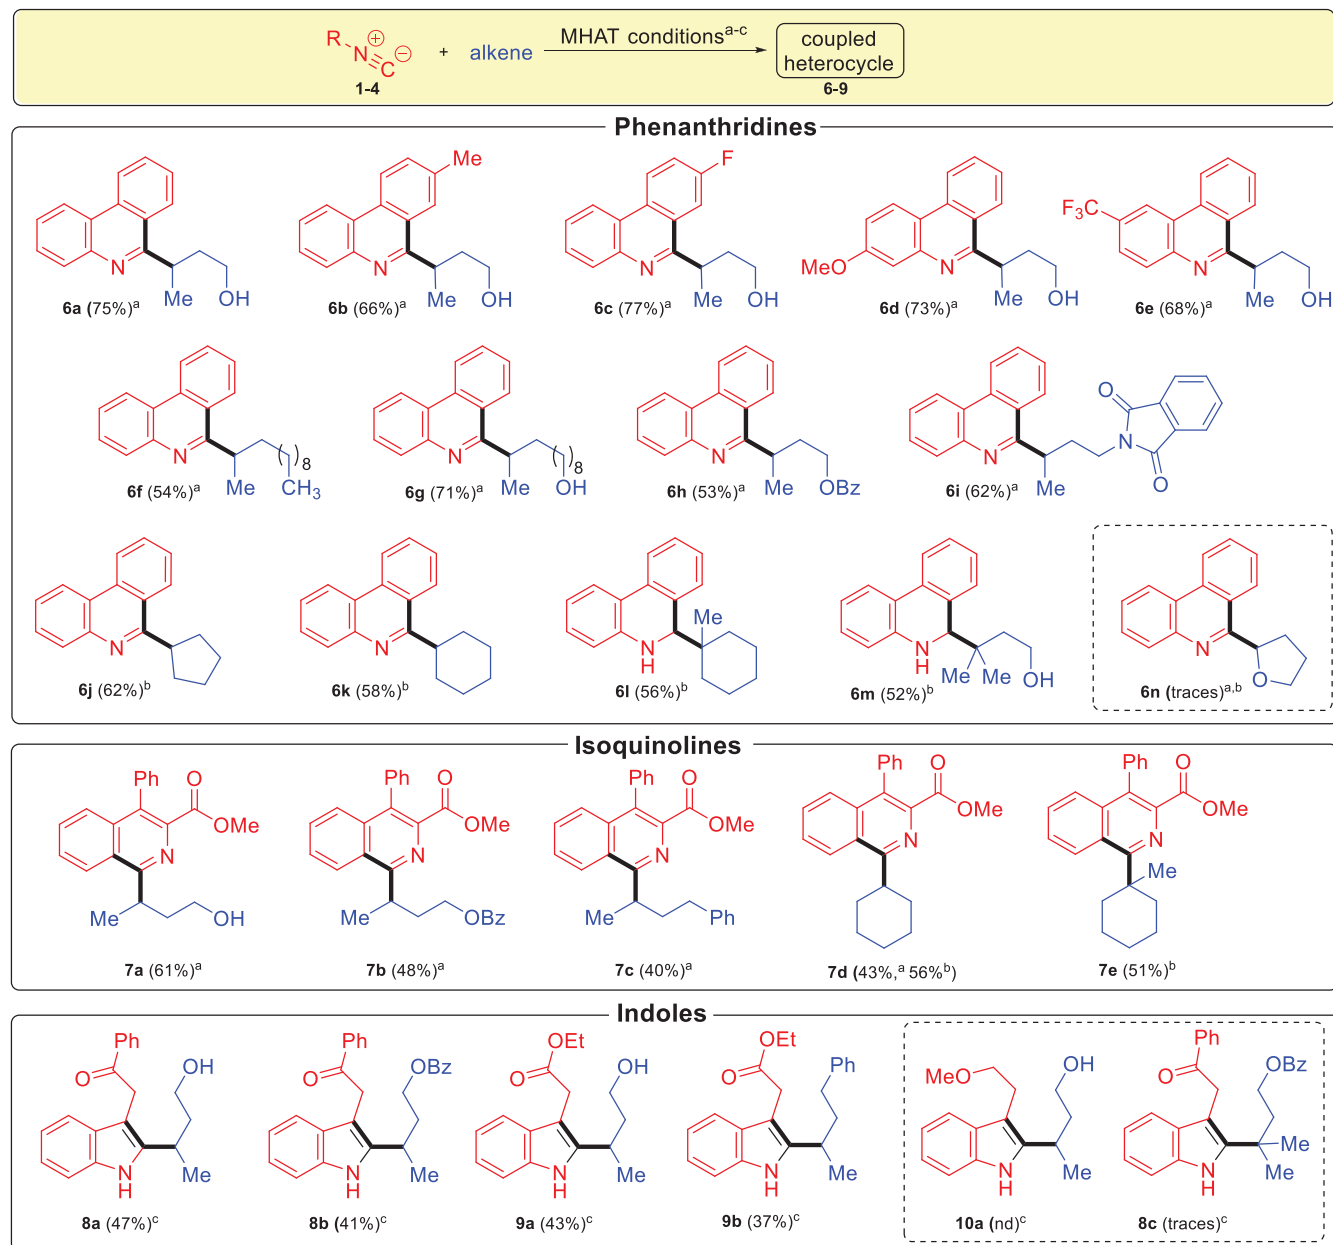 R
N ⊕
≡
C ⊖
+ alkene
MHAT conditionsa-c
coupled
heterocycle
1-4
6-9
Phenanthridines
N
Me
OH
6a (75%)a
Me
N
Me
OH
6b (66%)a
F
N
Me
OH
6c (77%)a
MeO
N
Me
OH
6d (73%)a
F3C
N
Me
OH
6e (68%)a
N
Me
( )8
CH3
6f (54%)a
N
Me
( )8
OH
6g (71%)a
N
Me
OBz
6h (53%)a
N
Me
O
N
O
6i (62%)a
N
6j (62%)b
N
6k (58%)b
Me
N
H
6l (56%)b
N
H
Me
Me
OH
6m (52%)b
N
O
6n (traces)a,b
Isoquinolines
Ph
O
OMe
N
Me
OH
7a (61%)a
Ph
O
OMe
N
Me
OBz
7b (48%)a
Ph
O
OMe
N
Me
Ph
7c (40%)a
Ph
O
OMe
N
7d (43%,a 56%b)
Ph
O
OMe
N
Me
7e (51%)b
Indoles
Ph
O
OH
N
H
Me
8a (47%)c
Ph
O
OBz
N
H
Me
8b (41%)c
OEt
O
OH
N
H
Me
9a (43%)c
OEt
O
Ph
N
H
Me
9b (37%)c
MeO
OH
N
H
Me
10a (nd)c
Ph
O
OBz
Me
N
H
Me
8c (traces)c